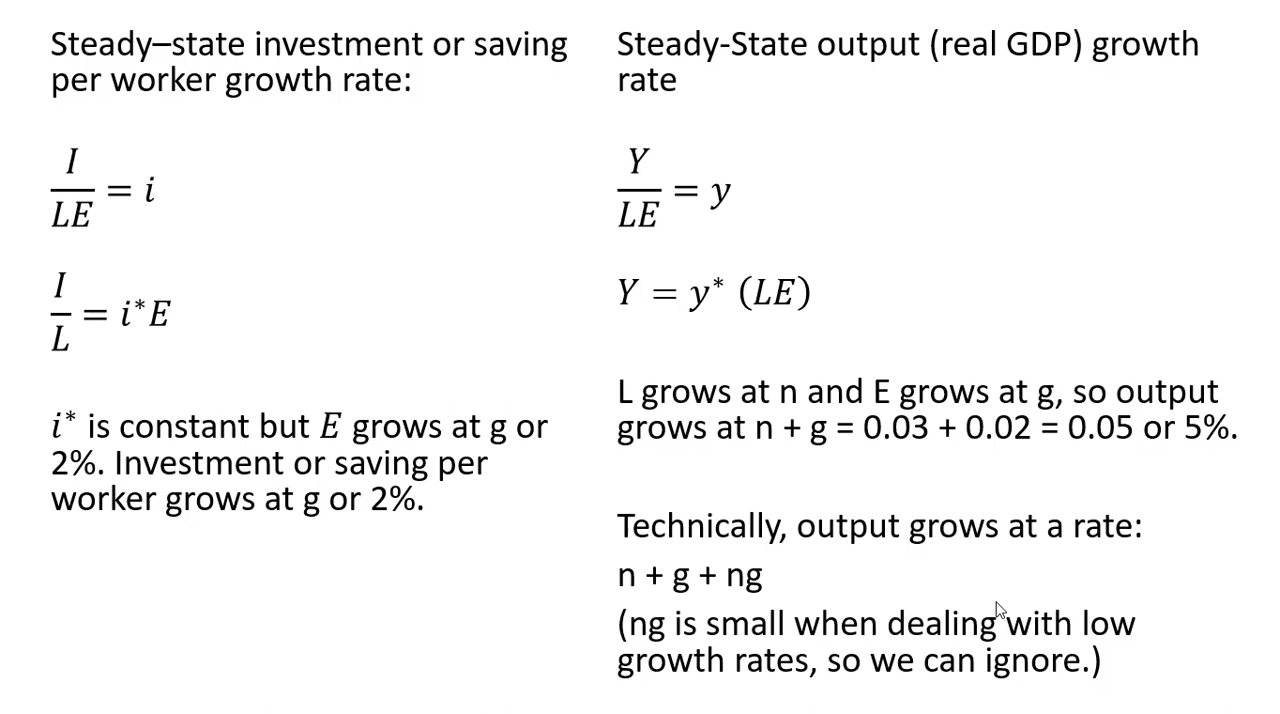 Steady–state investment or saving
per worker growth rate:
I
LE
= i
I
L
= i*E
i* is constant but E grows at g or
2%. Investment or saving per
worker grows at g or 2%.
Steady-State output (real GDP) growth
rate
Y
LE
= y
Y = y* (LE)
L grows at n and E grows at g, so output
grows at n + g = 0.03 + 0.02 = 0.05 or 5%.
Technically, output grows at a rate:
n + g + ng
(ng is small when dealing with low
growth rates, so we can ignore.)